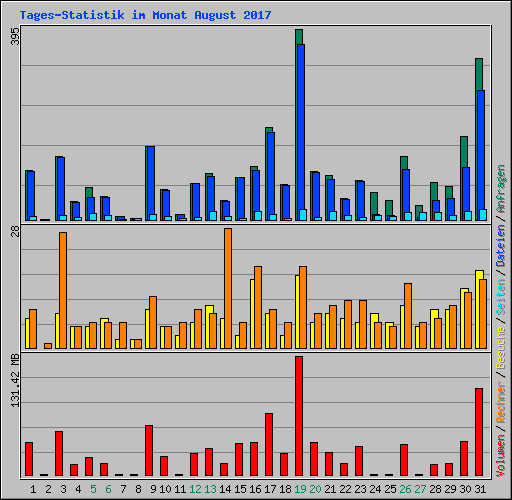 Tages-Statistik im Monat August 2017
395
28
131.42 MB
Volumen / Rechner / Besuche / Seiten / Dateien / Anfragen
1 2 3 4 5 6 7 8 9 10 11 12 13 14 15 16 17 18 19 20 21 22 23 24 25 26 27 28 29 30 31